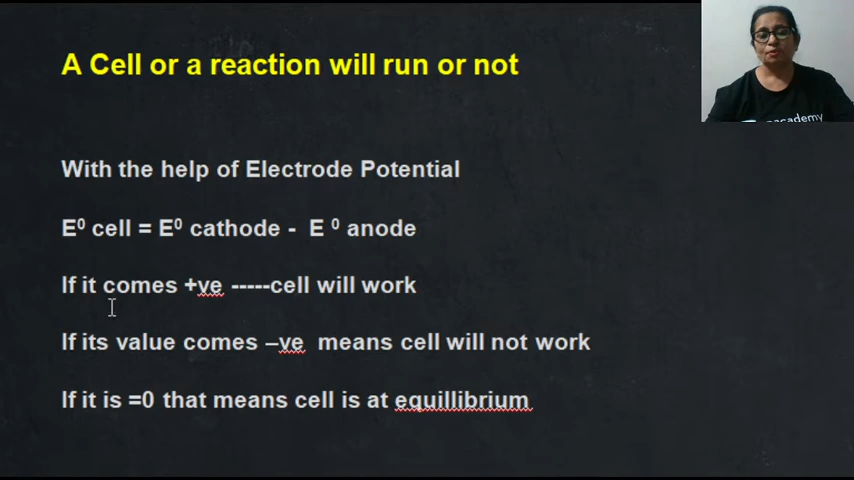 A Cell or a reaction will run or not
With the help of Electrode Potential
E⁰ cell = E⁰ cathode - E ⁰ anode
If it comes +ve -----cell will work
If its value comes –ve means cell will not work
If it is =0 that means cell is at equillibrium